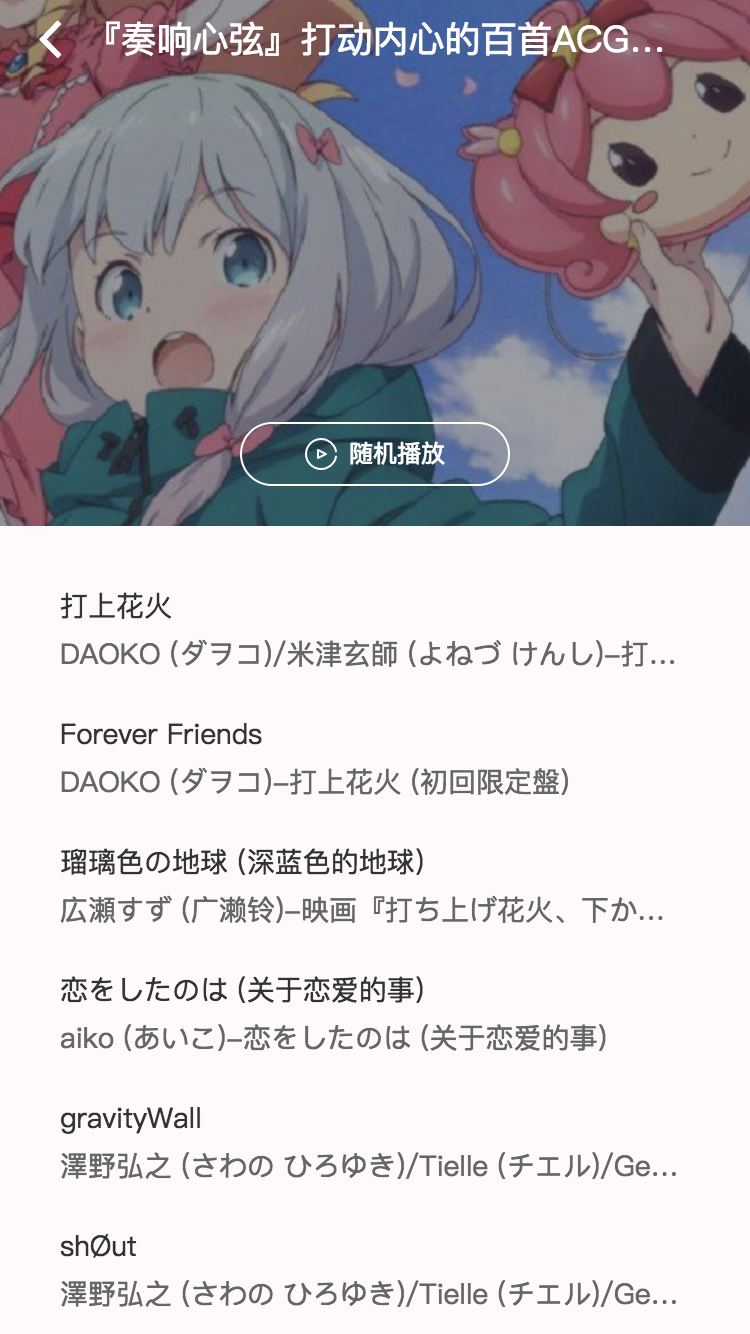 『奏响心弦』打动内心的百首ACG...
随机播放
打上花火
DAOKO (ダヲコ)/米津玄師 (よねづ けんし)–打...
Forever Friends
DAOKO (ダヲコ)–打上花火 (初回限定盤)
瑠璃色の地球 (深蓝色的地球)
広瀬すず (广濑铃)–映画『打ち上げ花火、下か...
恋をしたのは (关于恋爱的事)
aiko (あいこ)–恋をしたのは (关于恋爱的事)
gravityWall
澤野弘之 (さわの ひろゆき)/Tielle (チエル)/Ge...
shØut
澤野弘之 (さわの ひろゆき)/Tielle (チエル)/Ge...